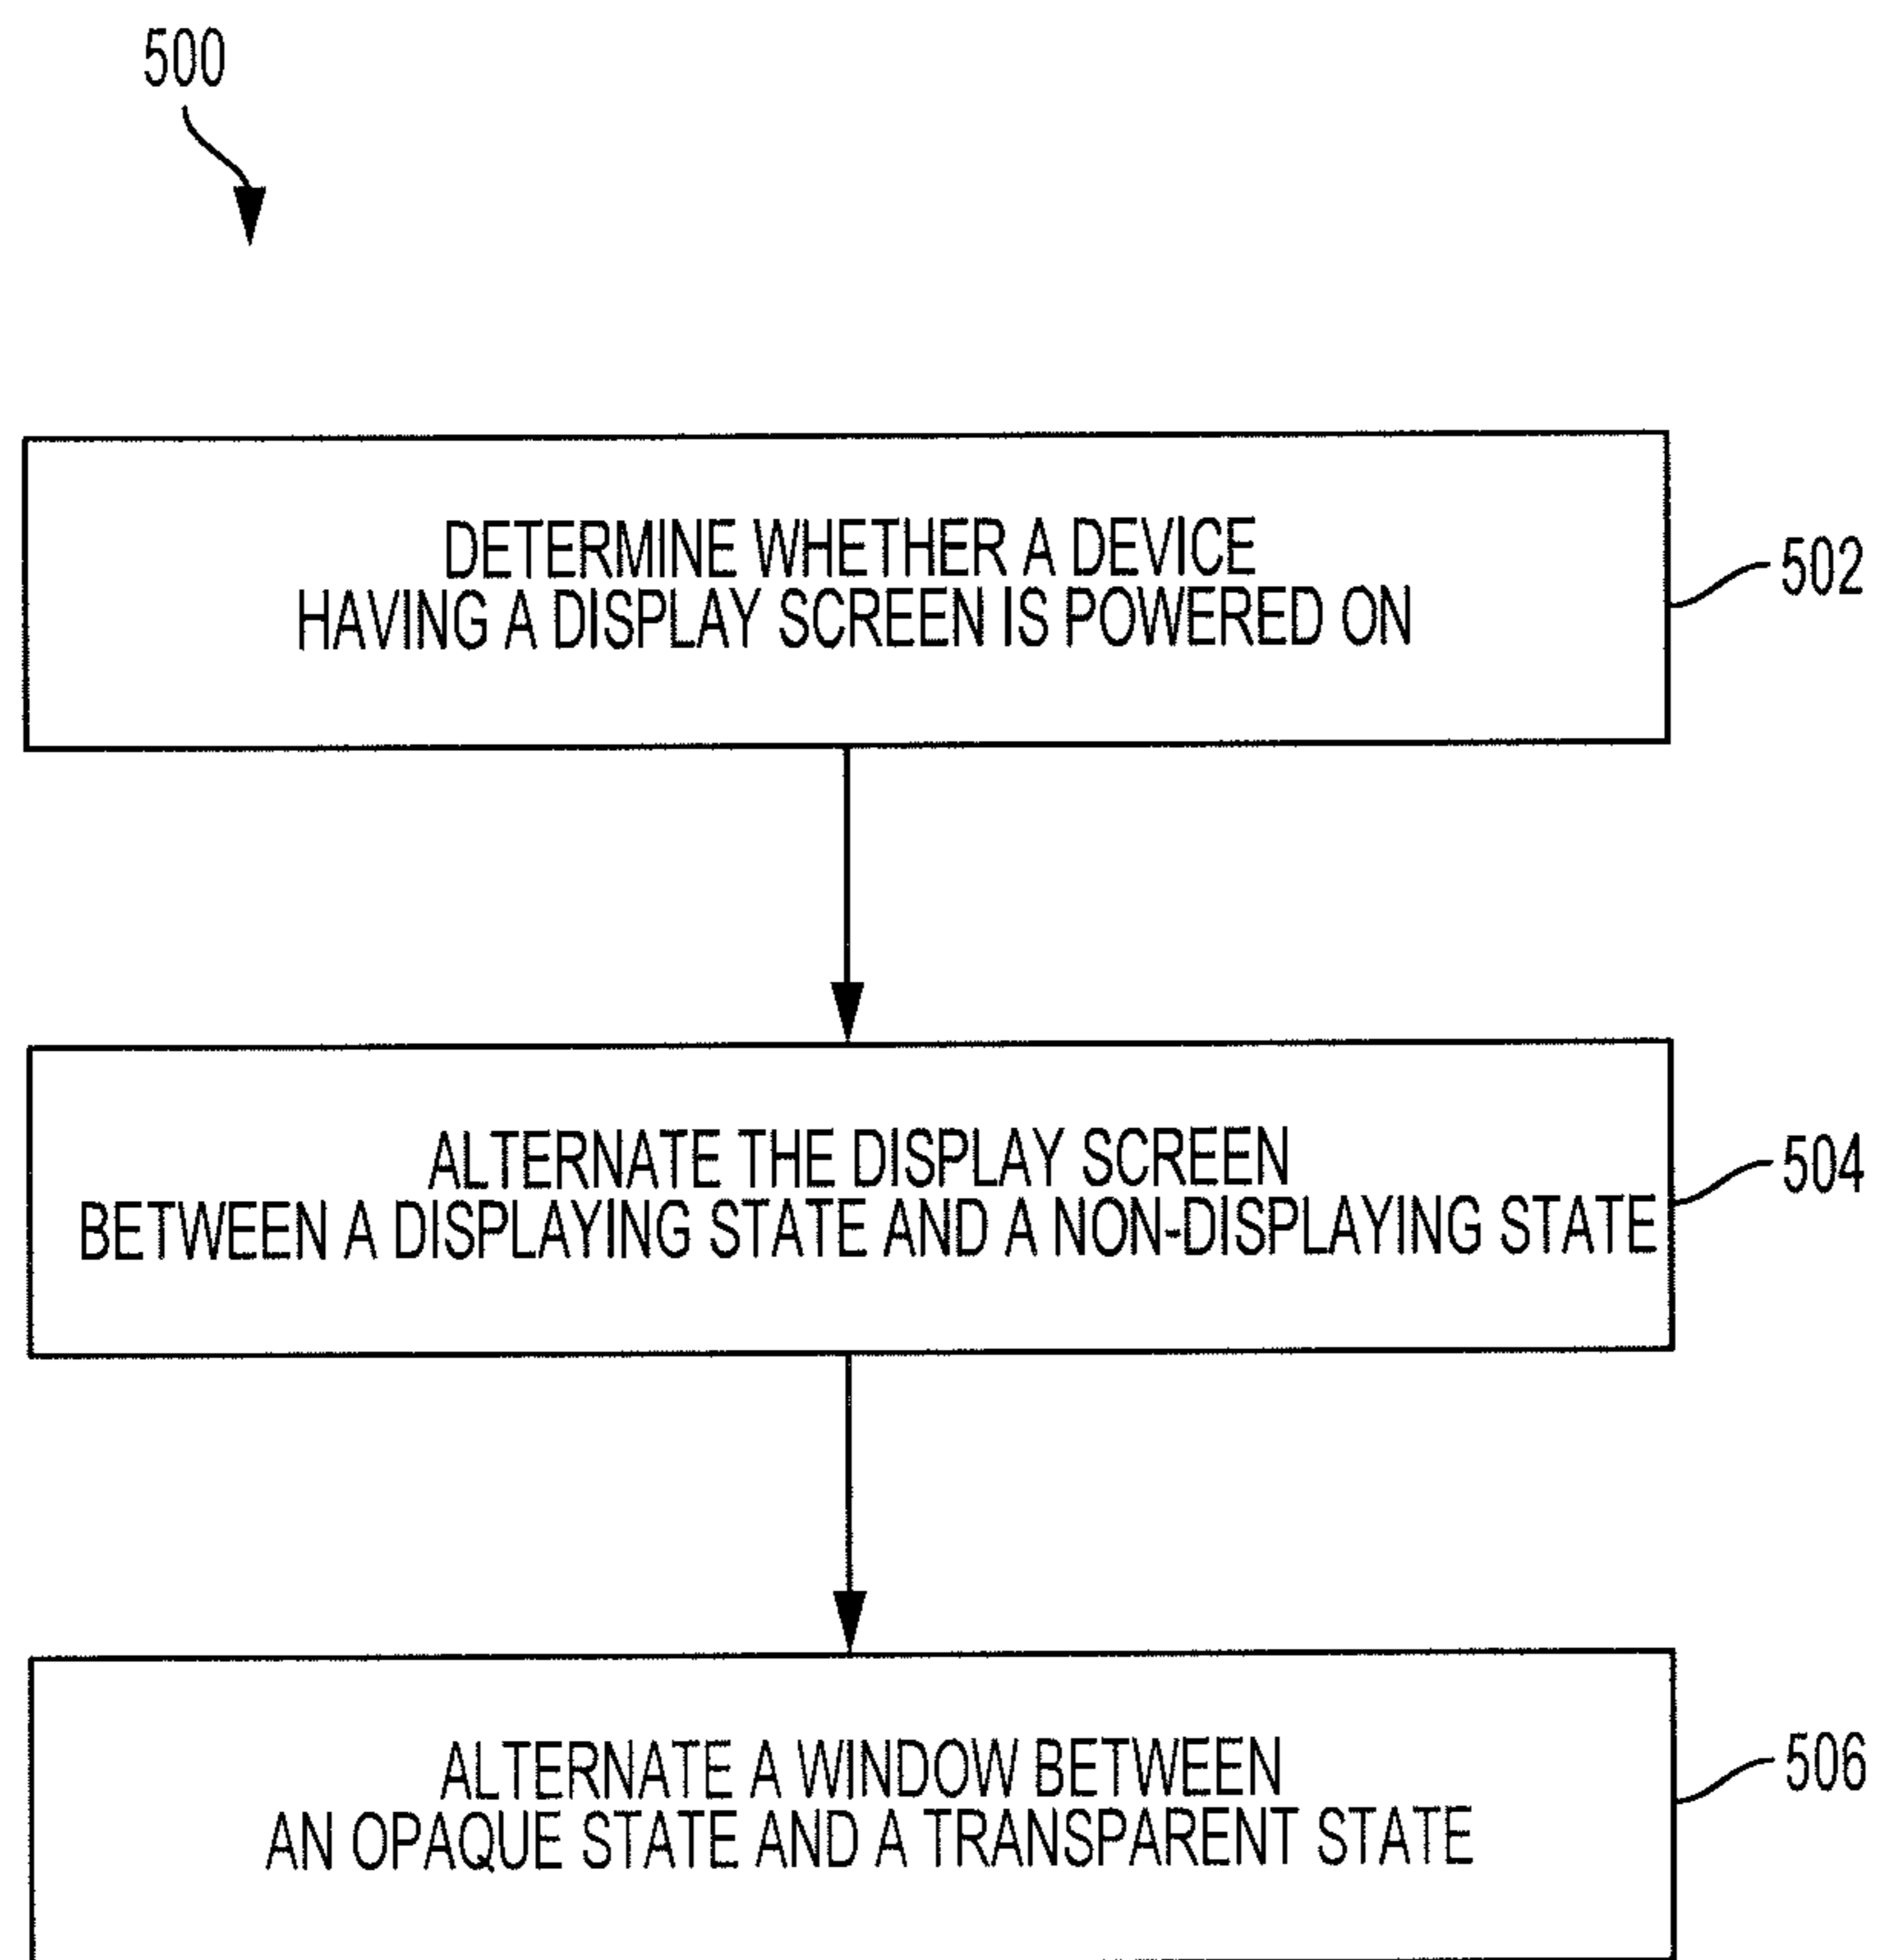 500
DETERMINE WHETHER A DEVICE
HAVING A DISPLAY SCREEN IS POWERED ON
502
ALTERNATE THE DISPLAY SCREEN
BETWEEN A DISPLAYING STATE AND A NON-DISPLAYING STATE
504
ALTERNATE A WINDOW BETWEEN
AN OPAQUE STATE AND A TRANSPARENT STATE
506